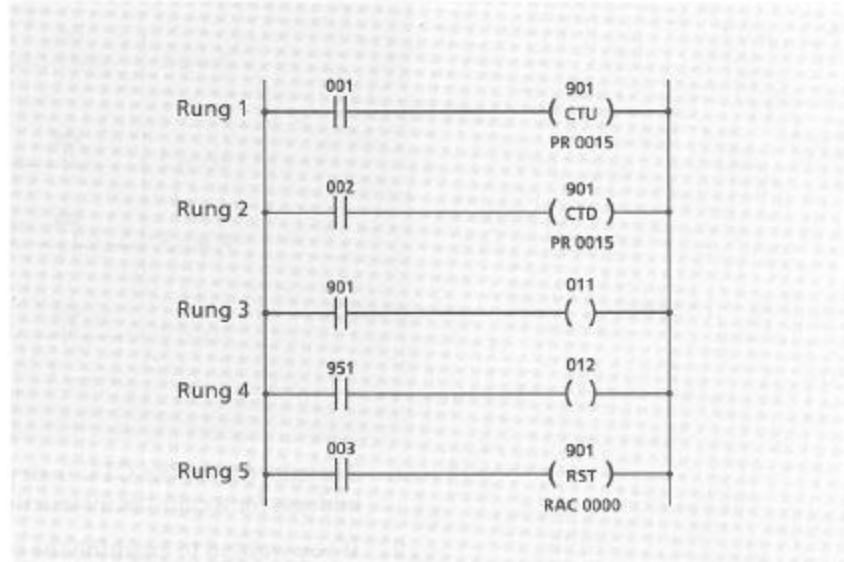 001 901
Rung 1 CTU
PR 0015
002 901
Rung 2 CTD
PR 0015
901 011
Rung 3
951 012
Rung 4
003 901
Rung 5 RST
RAC 0000